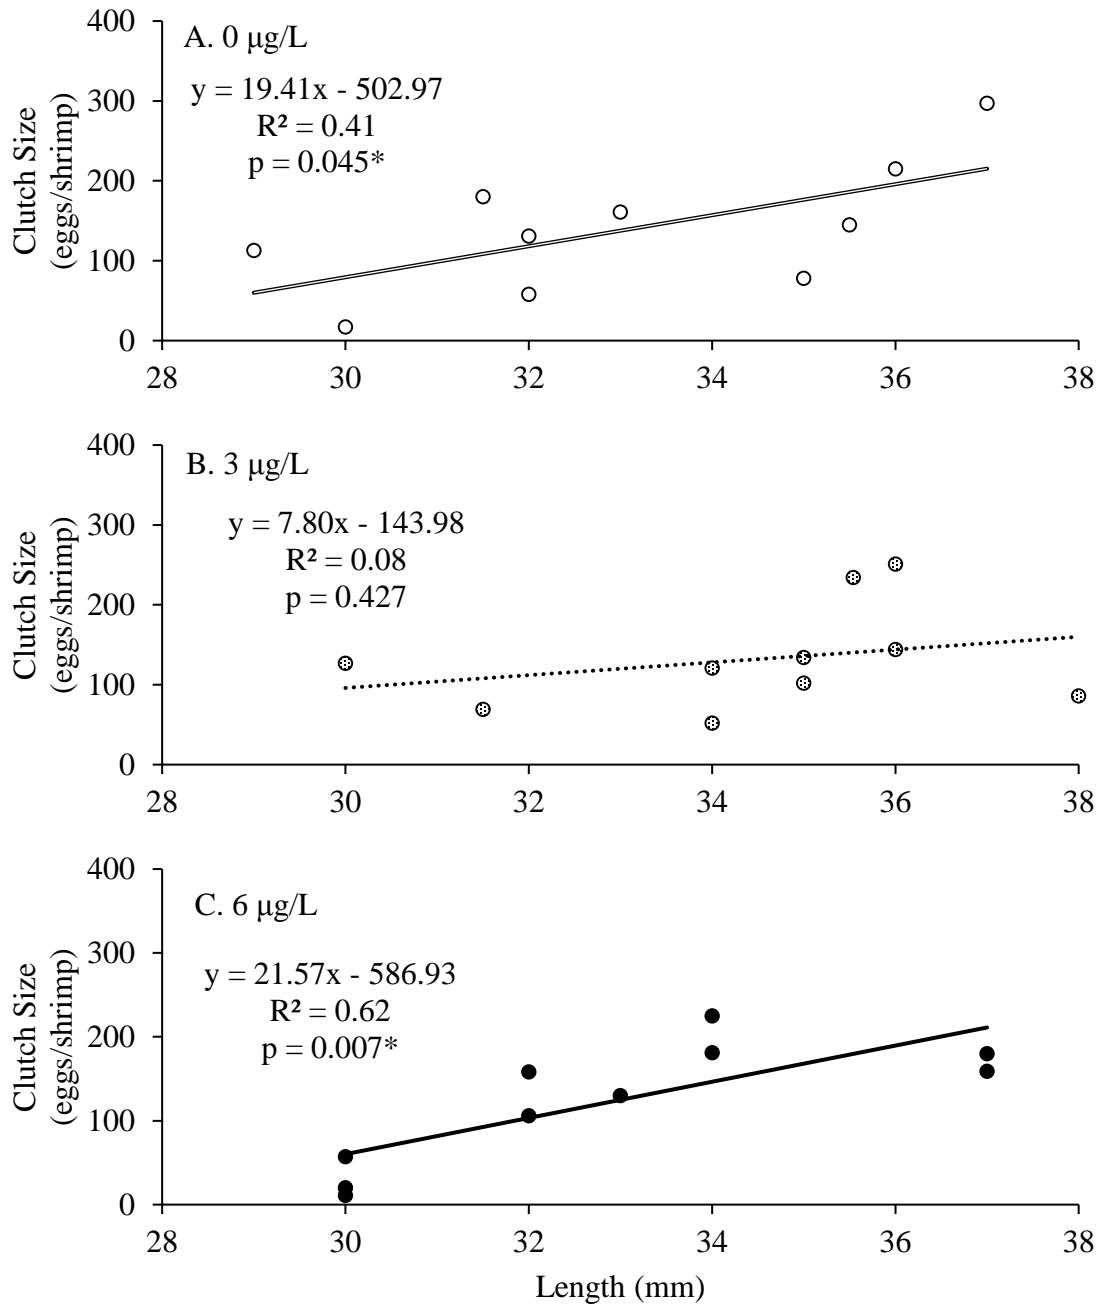 A. 0 µg/L
y = 19.41x - 502.97
R² = 0.41
p = 0.045*
Clutch Size
(eggs/shrimp)
400
300
200
100
0
28 30 32 34 36 38
B. 3 µg/L
y = 7.80x - 143.98
R² = 0.08
p = 0.427
Clutch Size
(eggs/shrimp)
400
300
200
100
0
28 30 32 34 36 38
C. 6 µg/L
y = 21.57x - 586.93
R² = 0.62
p = 0.007*
Clutch Size
(eggs/shrimp)
400
300
200
100
0
28 30 32 34 36 38
Length (mm)